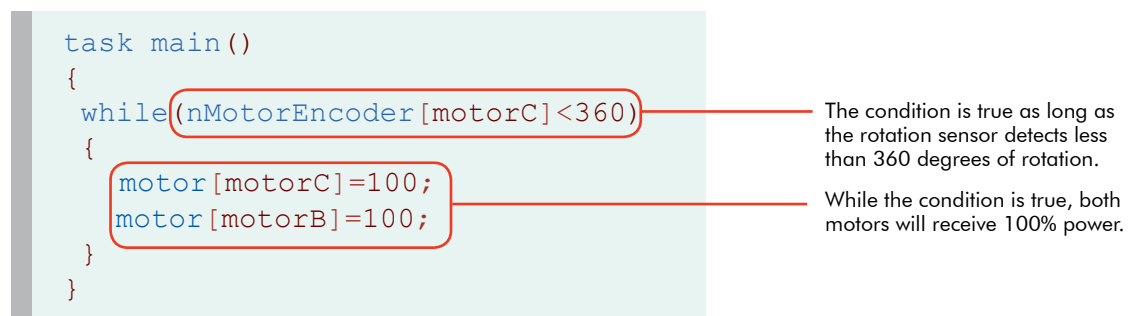 task main()
{
while(nMotorEncoder[motorC]<360)
{
motor[motorC]=100;
motor[motorB]=100;
}
}
The condition is true as long as
the rotation sensor detects less
than 360 degrees of rotation.
While the condition is true, both
motors will receive 100% power.